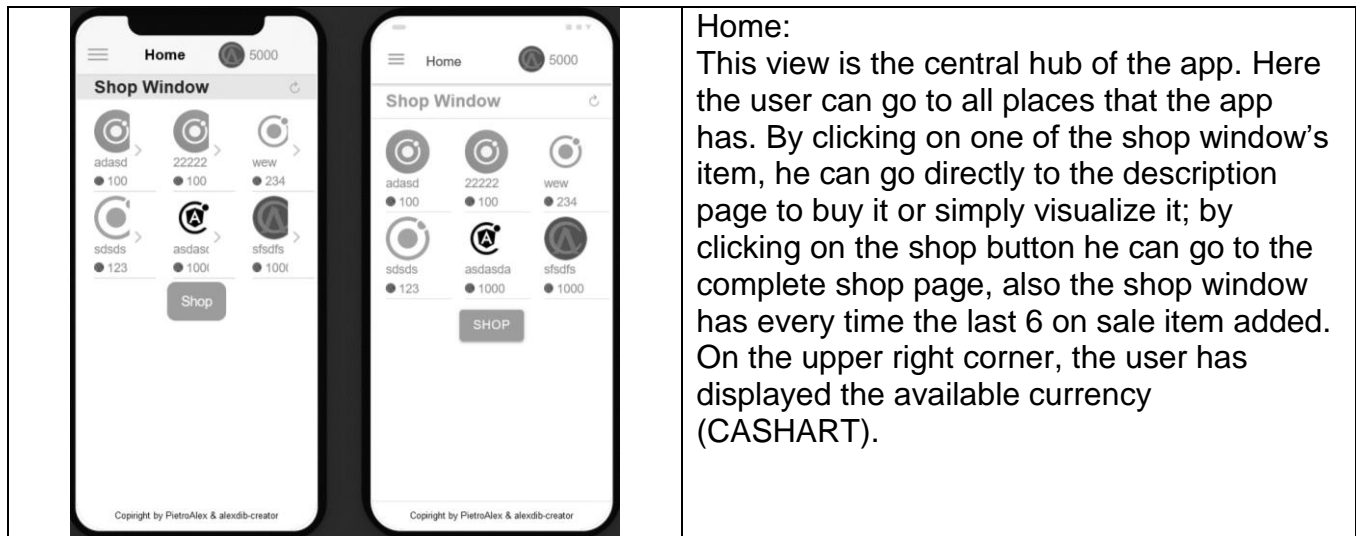 Home 5000
Shop Window
adasd 22222 wew
100 100 234
sdsds asdasc sfsdfs
123 100( 100(
Shop
Copiright by PietroAlex & alexdib-creator
Home 5000
Shop Window
adasd 22222 wew
100 100 234
sdsds asdasda sfsdfs
123 1000 1000
SHOP
Copiright by PietroAlex & alexdib-creator
Home:
This view is the central hub of the app. Here
the user can go to all places that the app
has. By clicking on one of the shop window's
item, he can go directly to the description
page to buy it or simply visualize it; by
clicking on the shop button he can go to the
complete shop page, also the shop window
has every time the last 6 on sale item added.
On the upper right corner, the user has
displayed the available currency
(CASHART).